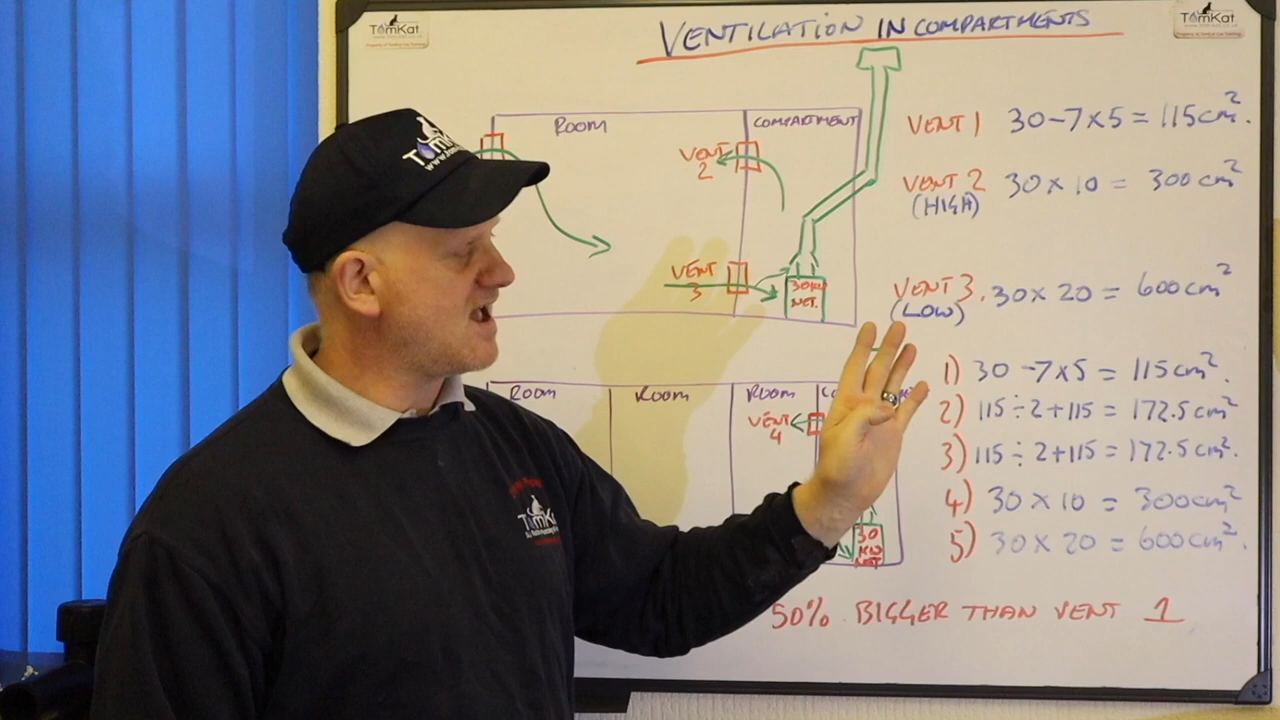 TomKat
TomKat
VENTILATION IN COMPARTMENTS
ROOM
COMPARTMENT
VENT 1 30-7x5 = 115cm².
VENT 2
VENT 2 30 x 10 = 300cm²
(HIGH)
VENT 3
30KW NET.
VENT 3. 30 x 20 = 600cm²
(LOW)
1) 30 -7x5 = 115cm².
ROOM
ROOM
ROOM
2) 115 ÷ 2 + 115 = 172.5cm²
VENT 4
3) 115 ÷ 2 + 115 = 172.5cm².
4) 30 x 10 = 300cm²
30 KW NET
5) 30 x 20 = 600cm².
50% BIGGER THAN VENT 1
TomKat